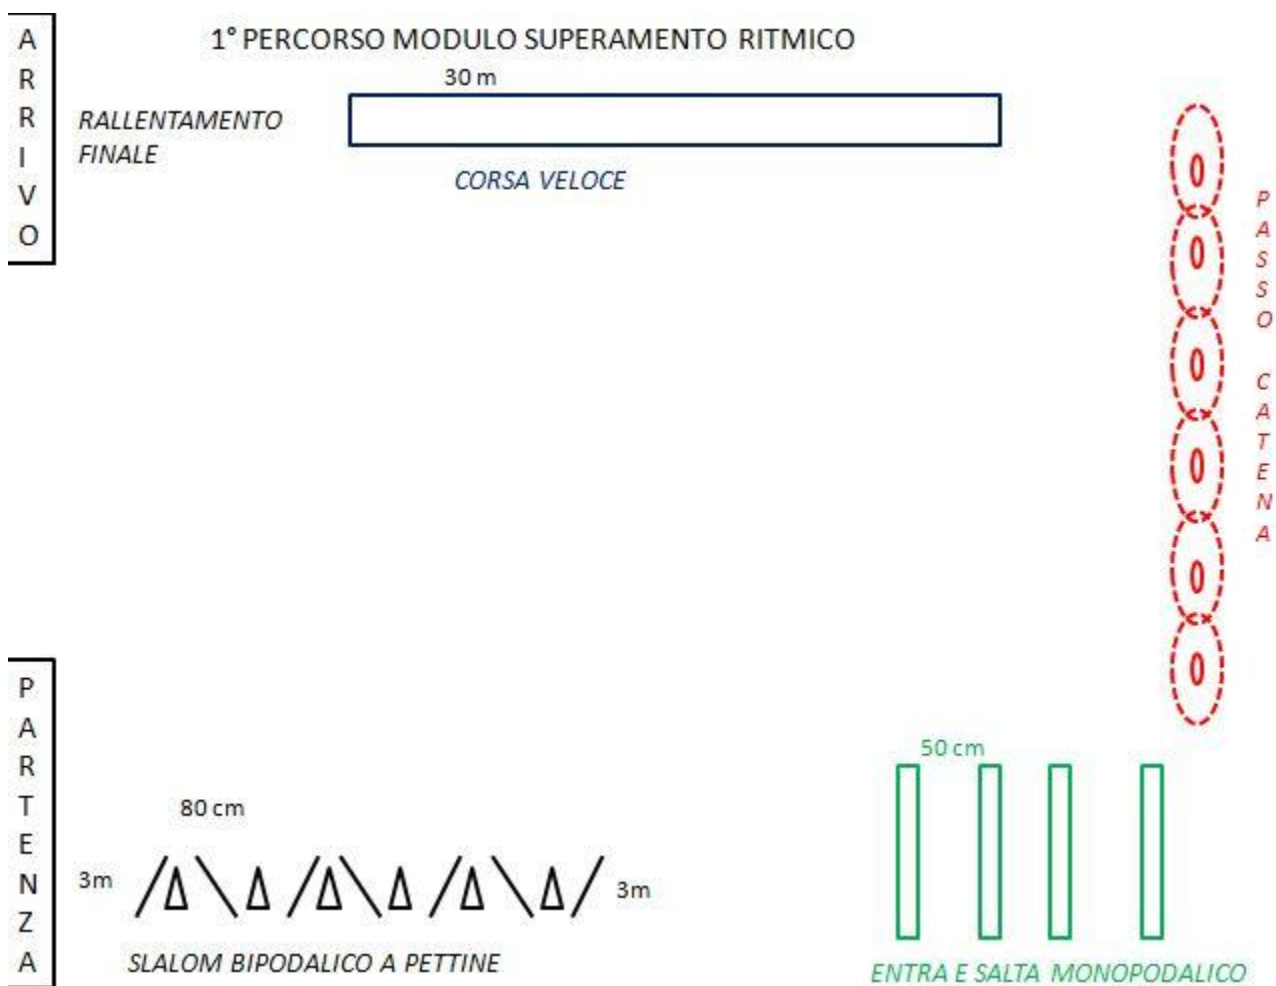 1° PERCORSO MODULO SUPERAMENTO RITMICO
ARRIVO
30 m
RALLENTAMENTO
FINALE
CORSA VELOCE
PASSO CATENA
50 cm
PARTENZA
80 cm
3m
3m
SLALOM BIPODALICO A PETTINE
ENTRA E SALTA MONOPODALICO